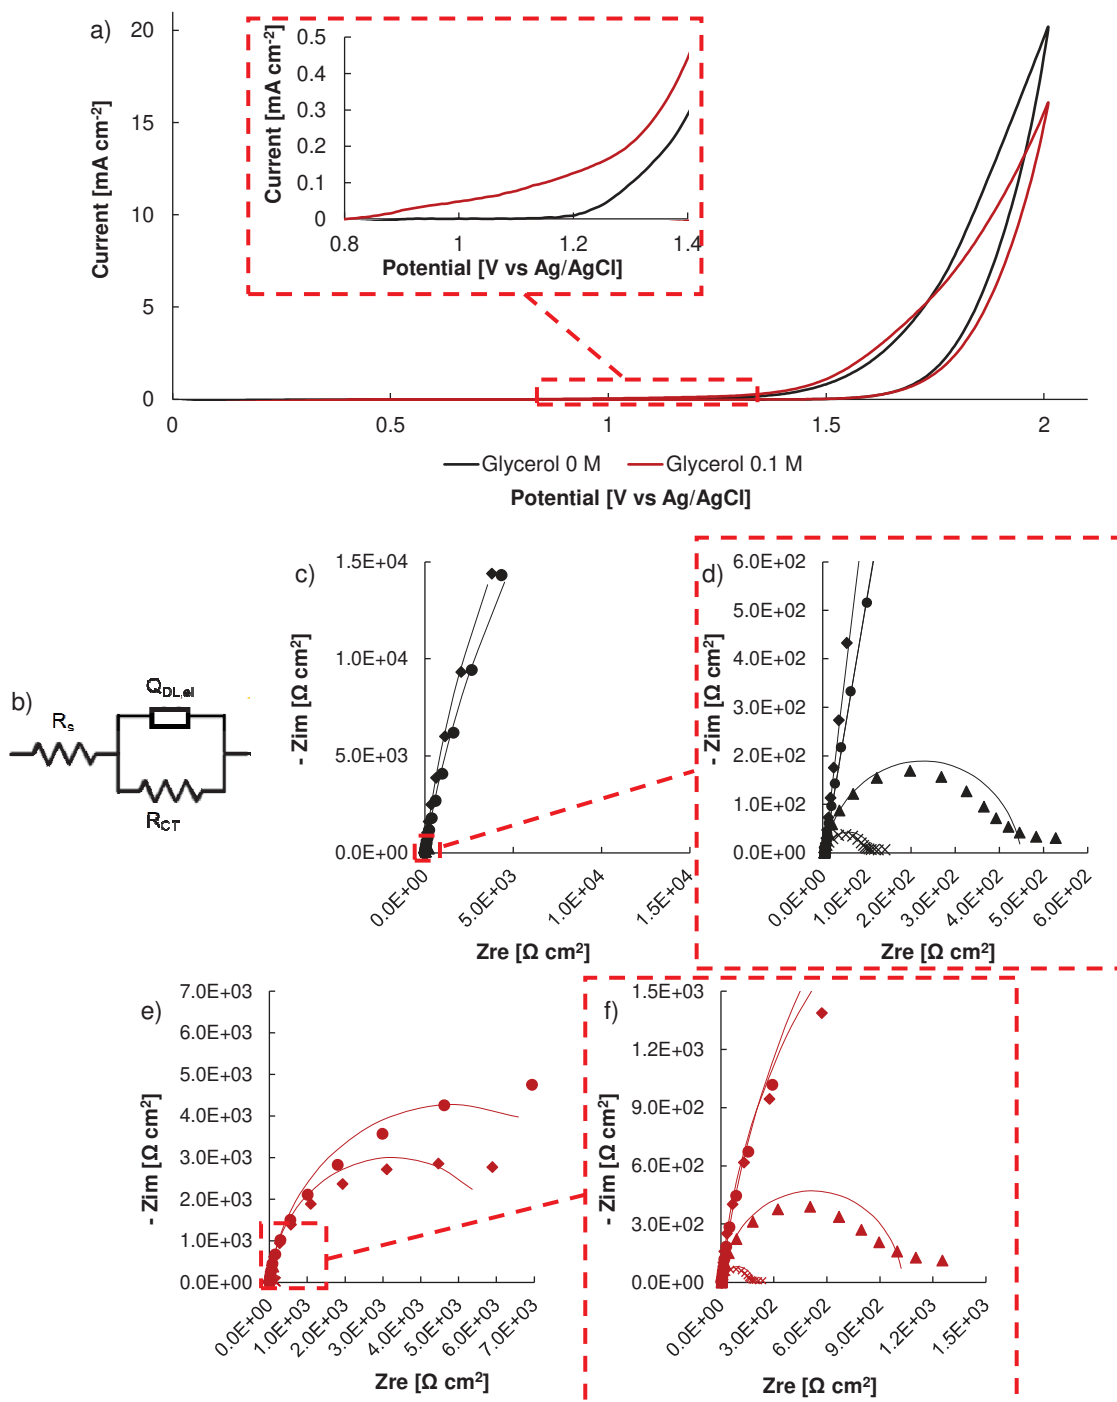 a)
Current [mA cm-2]
20
15
10
5
0
0
0.5
1
1.5
2
Current [mA cm-2]
0.5
0.4
0.3
0.2
0.1
0
0.8
1
1.2
1.4
Potential [V vs Ag/AgCl]
Glycerol 0 M
Glycerol 0.1 M
Potential [V vs Ag/AgCl]
b)
Rs
QDL,el
RCT
c)
- Zim [Ω cm2]
1.5E+04
1.0E+04
5.0E+03
0.0E+00
0.0E+00
5.0E+03
1.0E+04
1.5E+04
Zre [Ω cm2]
d)
- Zim [Ω cm2]
6.0E+02
5.0E+02
4.0E+02
3.0E+02
2.0E+02
1.0E+02
0.0E+00
0.0E+00
1.0E+02
2.0E+02
3.0E+02
4.0E+02
5.0E+02
6.0E+02
Zre [Ω cm2]
e)
- Zim [Ω cm2]
7.0E+03
6.0E+03
5.0E+03
4.0E+03
3.0E+03
2.0E+03
1.0E+03
0.0E+00
0.0E+00
1.0E+03
2.0E+03
3.0E+03
4.0E+03
5.0E+03
6.0E+03
7.0E+03
Zre [Ω cm2]
f)
- Zim [Ω cm2]
1.5E+03
1.2E+03
9.0E+02
6.0E+02
3.0E+02
0.0E+00
0.0E+00
3.0E+02
6.0E+02
9.0E+02
1.2E+03
1.5E+03
Zre [Ω cm2]